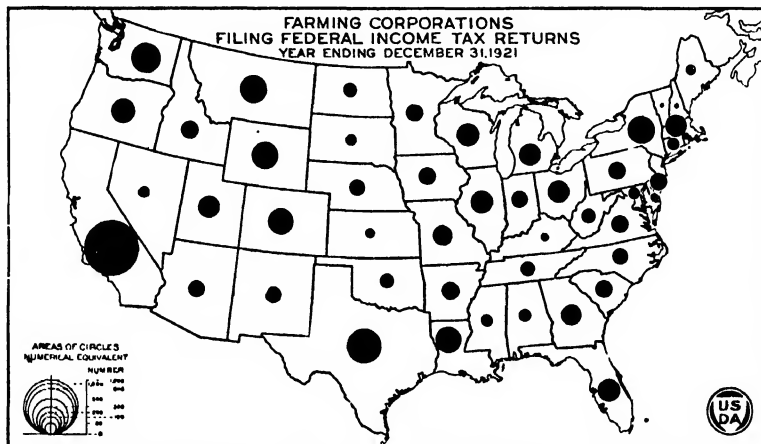 FARMING CORPORATIONS
FILING FEDERAL INCOME TAX RETURNS
YEAR ENDING DECEMBER 31, 1921
AREAS OF CIRCLES
NUMERICAL EQUIVALENT
NUMBER
US
DA